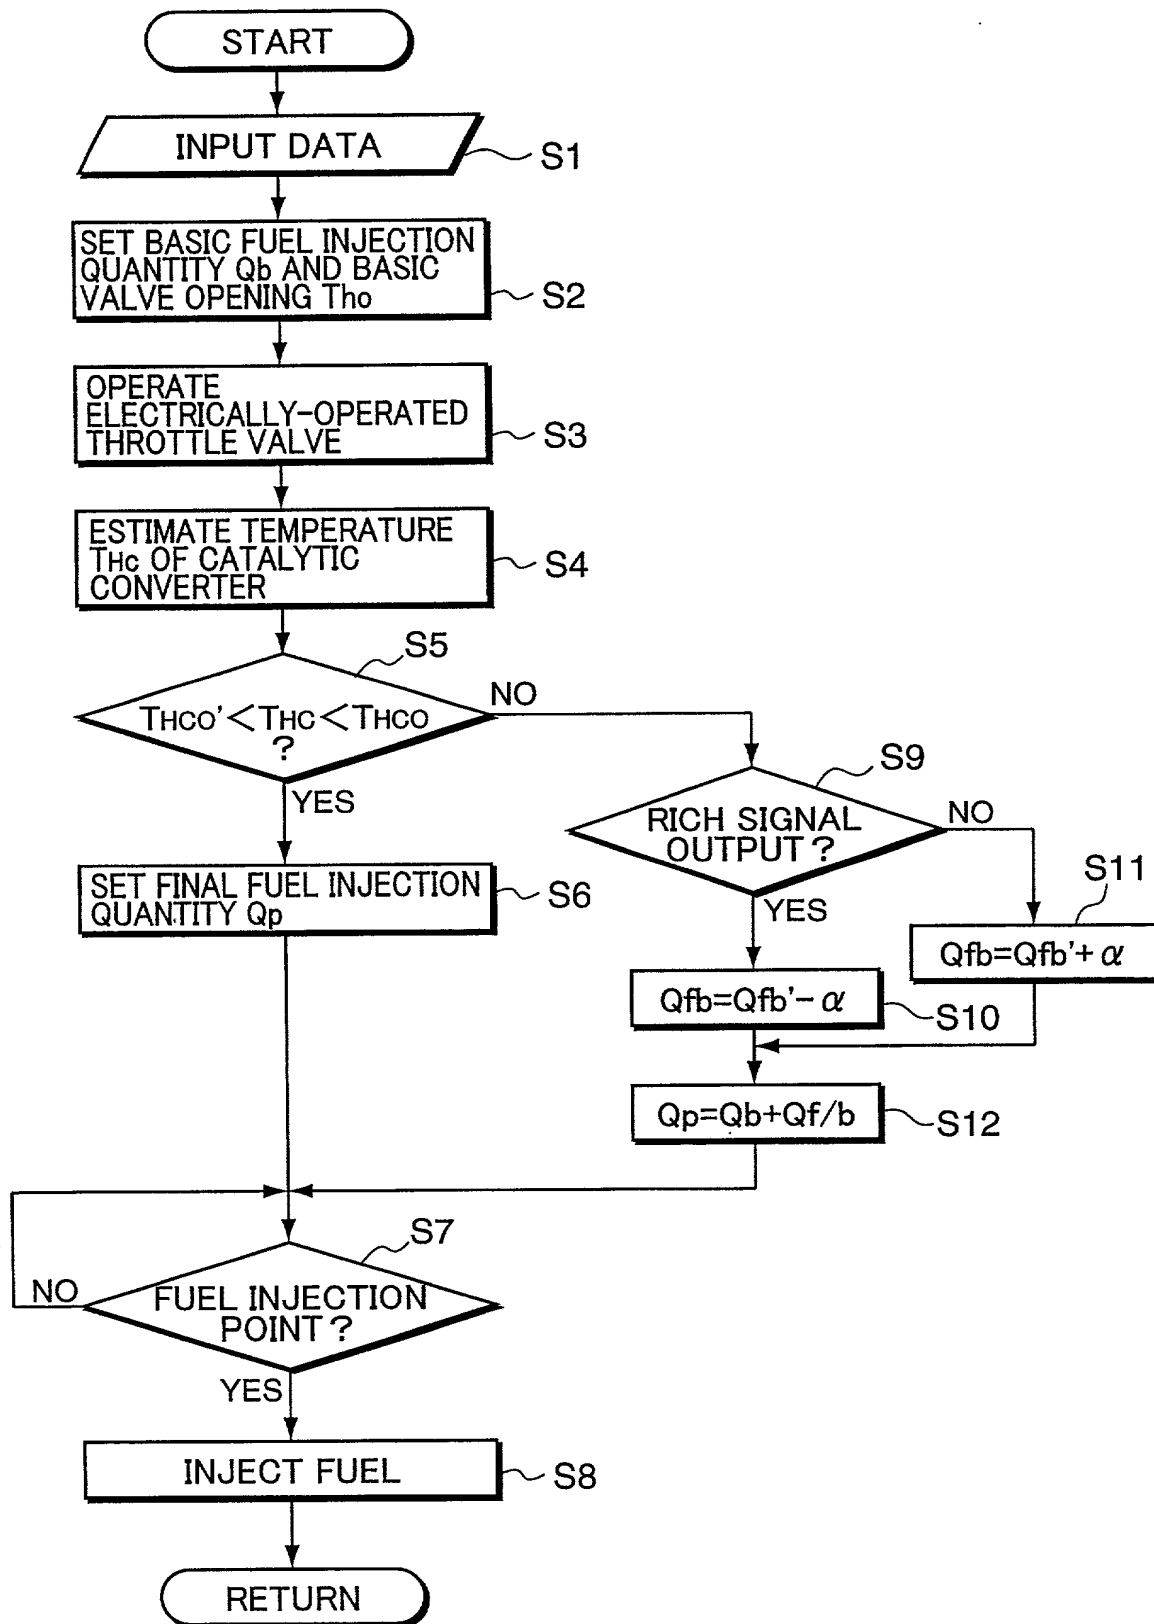 START
INPUT DATA
S1
SET BASIC FUEL INJECTION
QUANTITY Qb AND BASIC
VALVE OPENING Tho
S2
OPERATE
ELECTRICALLY-OPERATED
THROTTLE VALVE
S3
ESTIMATE TEMPERATURE
THC OF CATALYTIC
CONVERTER
S4
S5
THCO'<THC<THCO
?
NO
YES
S9
RICH SIGNAL
OUTPUT?
NO
YES
S11
Qfb=Qfb'+α
SET FINAL FUEL INJECTION
QUANTITY Qp
S6
Qfb=Qfb'-α
S10
Qp=Qb+Qf/b
S12
S7
FUEL INJECTION
POINT?
NO
YES
INJECT FUEL
S8
RETURN